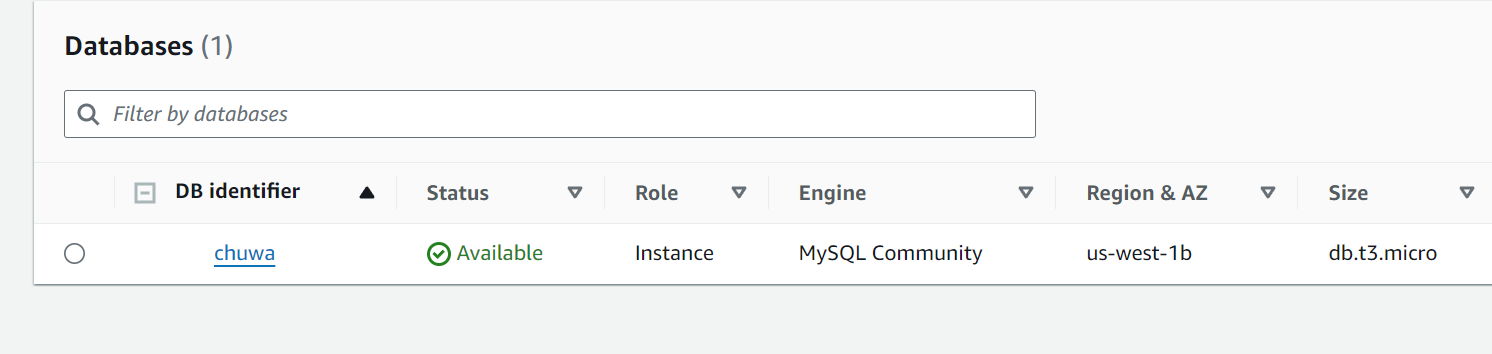 Databases (1)
Filter by databases
DB identifier Status Role Engine Region & AZ Size
chuwa Available Instance MySQL Community us-west-1b db.t3.micro